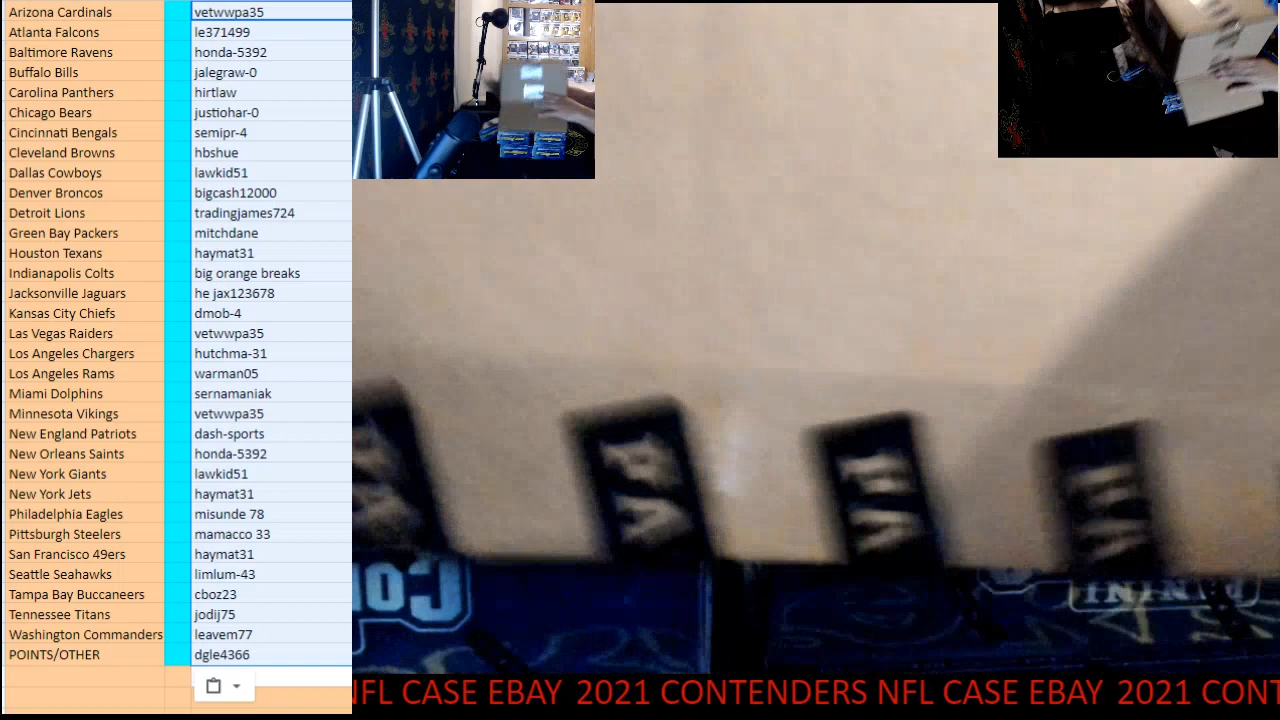 Arizona Cardinals vetwwpa35
Atlanta Falcons le371499
Baltimore Ravens honda-5392
Buffalo Bills jalegraw-0
Carolina Panthers hirtlaw
Chicago Bears justiohar-0
Cincinnati Bengals semipr-4
Cleveland Browns hbshue
Dallas Cowboys lawkid51
Denver Broncos bigcash12000
Detroit Lions tradingjames724
Green Bay Packers mitchdane
Houston Texans haymat31
Indianapolis Colts big orange breaks
Jacksonville Jaguars he jax123678
Kansas City Chiefs dmob-4
Las Vegas Raiders vetwwpa35
Los Angeles Chargers hutchma-31
Los Angeles Rams warman05
Miami Dolphins sernamaniak
Minnesota Vikings vetwwpa35
New England Patriots dash-sports
New Orleans Saints honda-5392
New York Giants lawkid51
New York Jets haymat31
Philadelphia Eagles misunde 78
Pittsburgh Steelers mamacco 33
San Francisco 49ers haymat31
Seattle Seahawks limlum-43
Tampa Bay Buccaneers cboz23
Tennessee Titans jodij75
Washington Commanders leavem77
POINTS/OTHER dgle4366
PANINI
NFL CASE EBAY 2021 CONTENDERS NFL CASE EBAY 2021 CONT